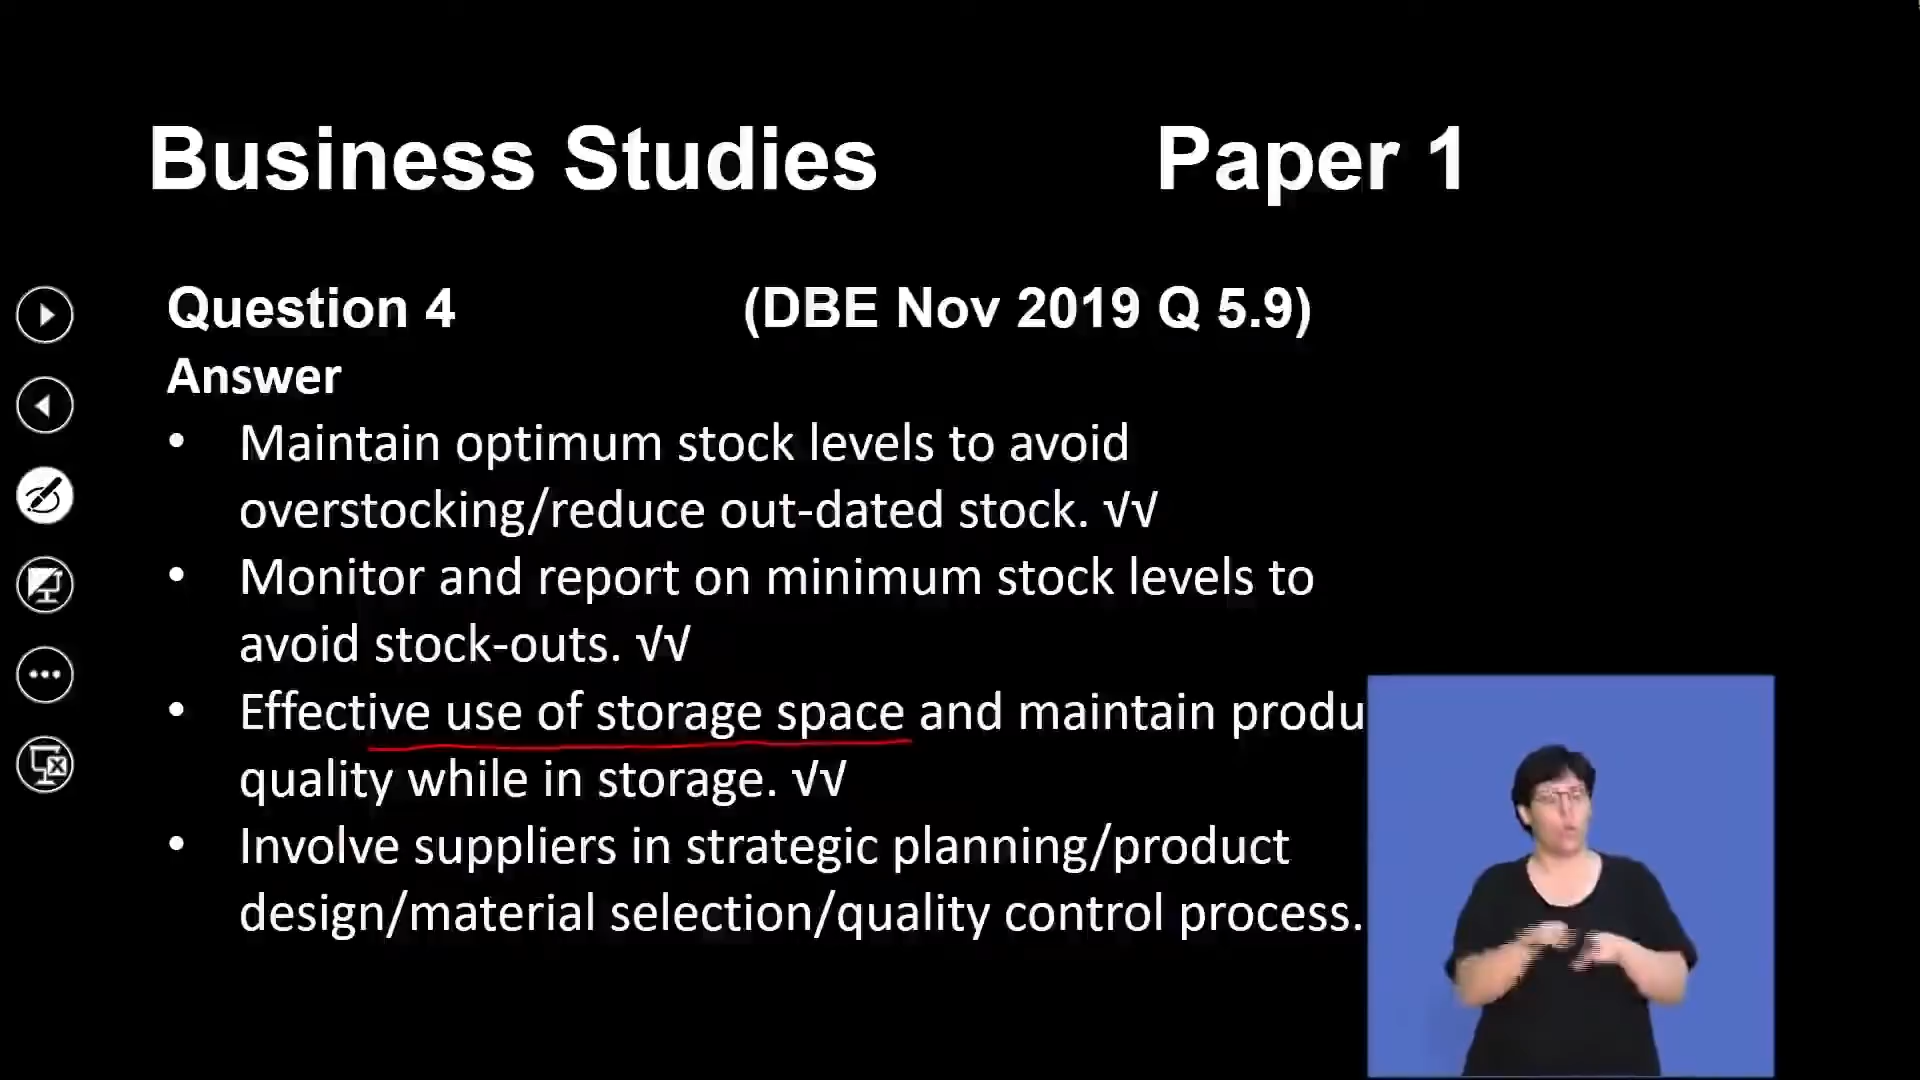 Business Studies Paper 1
Question 4 (DBE Nov 2019 Q 5.9)
Answer
• Maintain optimum stock levels to avoid
overstocking/reduce out-dated stock. √√
• Monitor and report on minimum stock levels to
avoid stock-outs. √√
• Effective use of storage space and maintain produ
quality while in storage. √√
• Involve suppliers in strategic planning/product
design/material selection/quality control process.